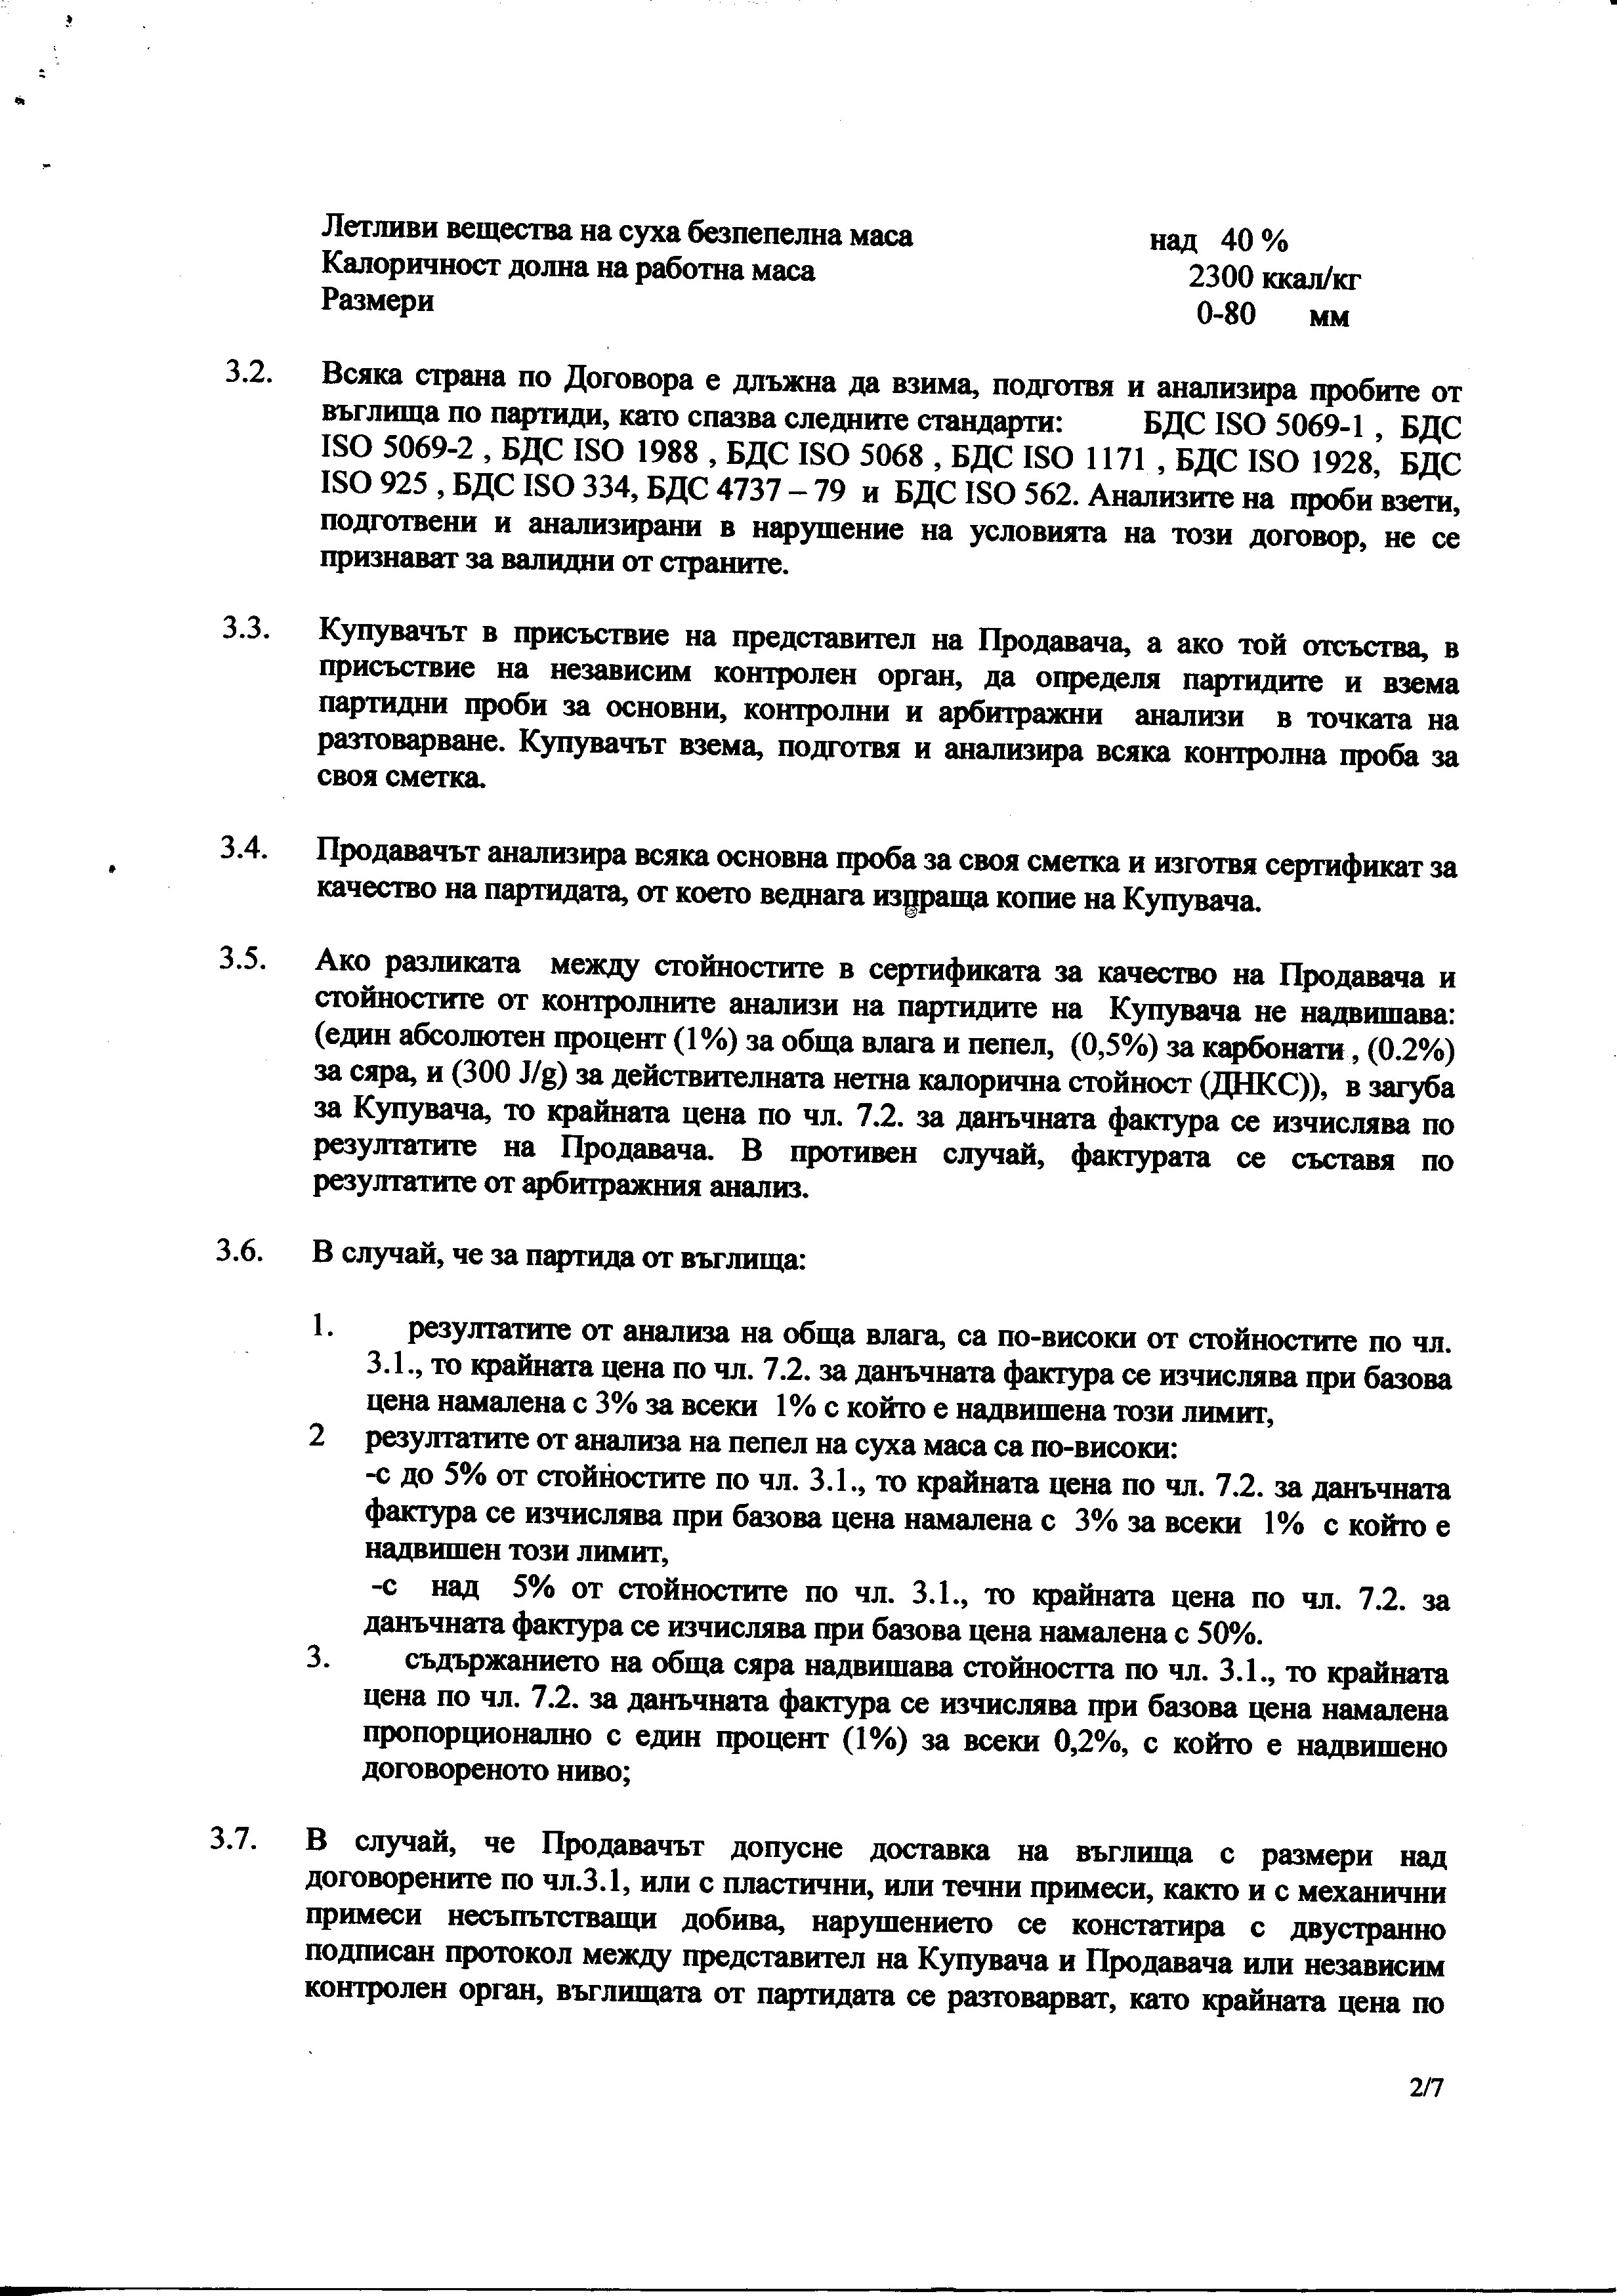 Летливи вещества на суха безпепелна маса над 40 %
Калоричност долна на работна маса 2300 ккал/кг
Размери 0-80 мм
3.2. Всяка страна по Договора е длъжна да взима, подготвя и анализира пробите от
въглища по партиди, като спазва следните стандарти: БДС ISO 5069-1 , БДС
ISO 5069-2 , БДС ISO 1988 , БДС ISO 5068 , БДС ISO 1171 , БДС ISO 1928, БДС
ISO 925 , БДС ISO 334, БДС 4737 – 79 и БДС ISO 562. Анализите на проби взети,
подготвени и анализирани в нарушение на условията на този договор, не се
признават за валидни от страните.
3.3. Купувачът в присъствие на представител на Продавача, а ако той отсъства, в
присъствие на независим контролен орган, да определя партидите и взема
партидни проби за основни, контролни и арбитражни анализи в точката на
разтоварване. Купувачът взема, подготвя и анализира всяка контролна проба за
своя сметка.
3.4. Продавачът анализира всяка основна проба за своя сметка и изготвя сертификат за
качество на партидата, от което веднага изпраща копие на Купувача.
3.5. Ако разликата между стойностите в сертификата за качество на Продавача и
стойностите от контролните анализи на партидите на Купувача не надвишава:
(един абсолютен процент (1%) за обща влага и пепел, (0,5%) за карбонати , (0.2%)
за сяра, и (300 J/g) за действителната нетна калорична стойност (ДНКС)), в загуба
за Купувача, то крайната цена по чл. 7.2. за данъчната фактура се изчислява по
резултатите на Продавача. В противен случай, фактурата се съставя по
резултатите от арбитражния анализ.
3.6. В случай, че за партида от въглища:
1. резултатите от анализа на обща влага, са по-високи от стойностите по чл.
3.1., то крайната цена по чл. 7.2. за данъчната фактура се изчислява при базова
цена намалена с 3% за всеки 1% с който е надвишена този лимит,
2 резултатите от анализа на пепел на суха маса са по-високи:
-с до 5% от стойностите по чл. 3.1., то крайната цена по чл. 7.2. за данъчната
фактура се изчислява при базова цена намалена с 3% за всеки 1% с който е
надвишен този лимит,
-с над 5% от стойностите по чл. 3.1., то крайната цена по чл. 7.2. за
данъчната фактура се изчислява при базова цена намалена с 50%.
3. съдържанието на обща сяра надвишава стойността по чл. 3.1., то крайната
цена по чл. 7.2. за данъчната фактура се изчислява при базова цена намалена
пропорционално с един процент (1%) за всеки 0,2%, с който е надвишено
договореното ниво;
3.7. В случай, че Продавачът допусне доставка на въглища с размери над
договорените по чл.3.1, или с пластични, или течни примеси, както и с механични
примеси несъпътстващи добива, нарушението се констатира с двустранно
подписан протокол между представител на Купувача и Продавача или независим
контролен орган, въглищата от партидата се разтоварват, като крайната цена по
2/7